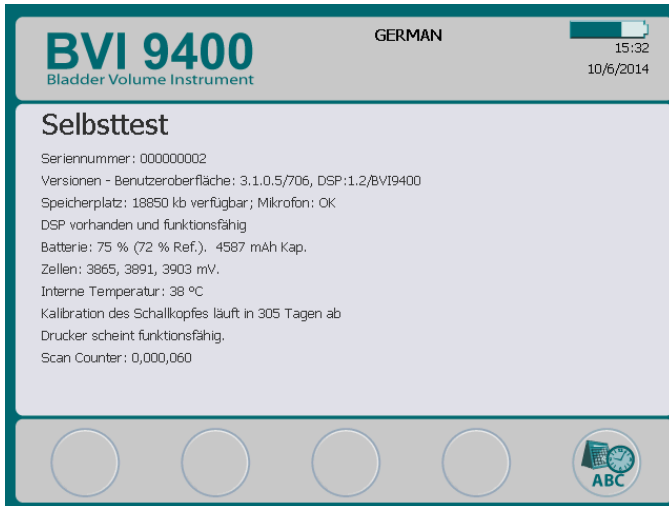 BVI 9400
Bladder Volume Instrument
GERMAN
15:32
10/6/2014
Selbsttest
Seriennummer: 000000002
Versionen - Benutzeroberfläche: 3.1.0.5/706, DSP:1.2/BVI9400
Speicherplatz: 18850 kb verfügbar; Mikrofon: OK
DSP vorhanden und funktionsfähig
Batterie: 75 % (72 % Ref.). 4587 mAh Kap.
Zellen: 3865, 3891, 3903 mV.
Interne Temperatur: 38 ºC
Kalibration des Schallkopfes läuft in 305 Tagen ab
Drucker scheint funktionsfähig.
Scan Counter: 0,000,060
ABC